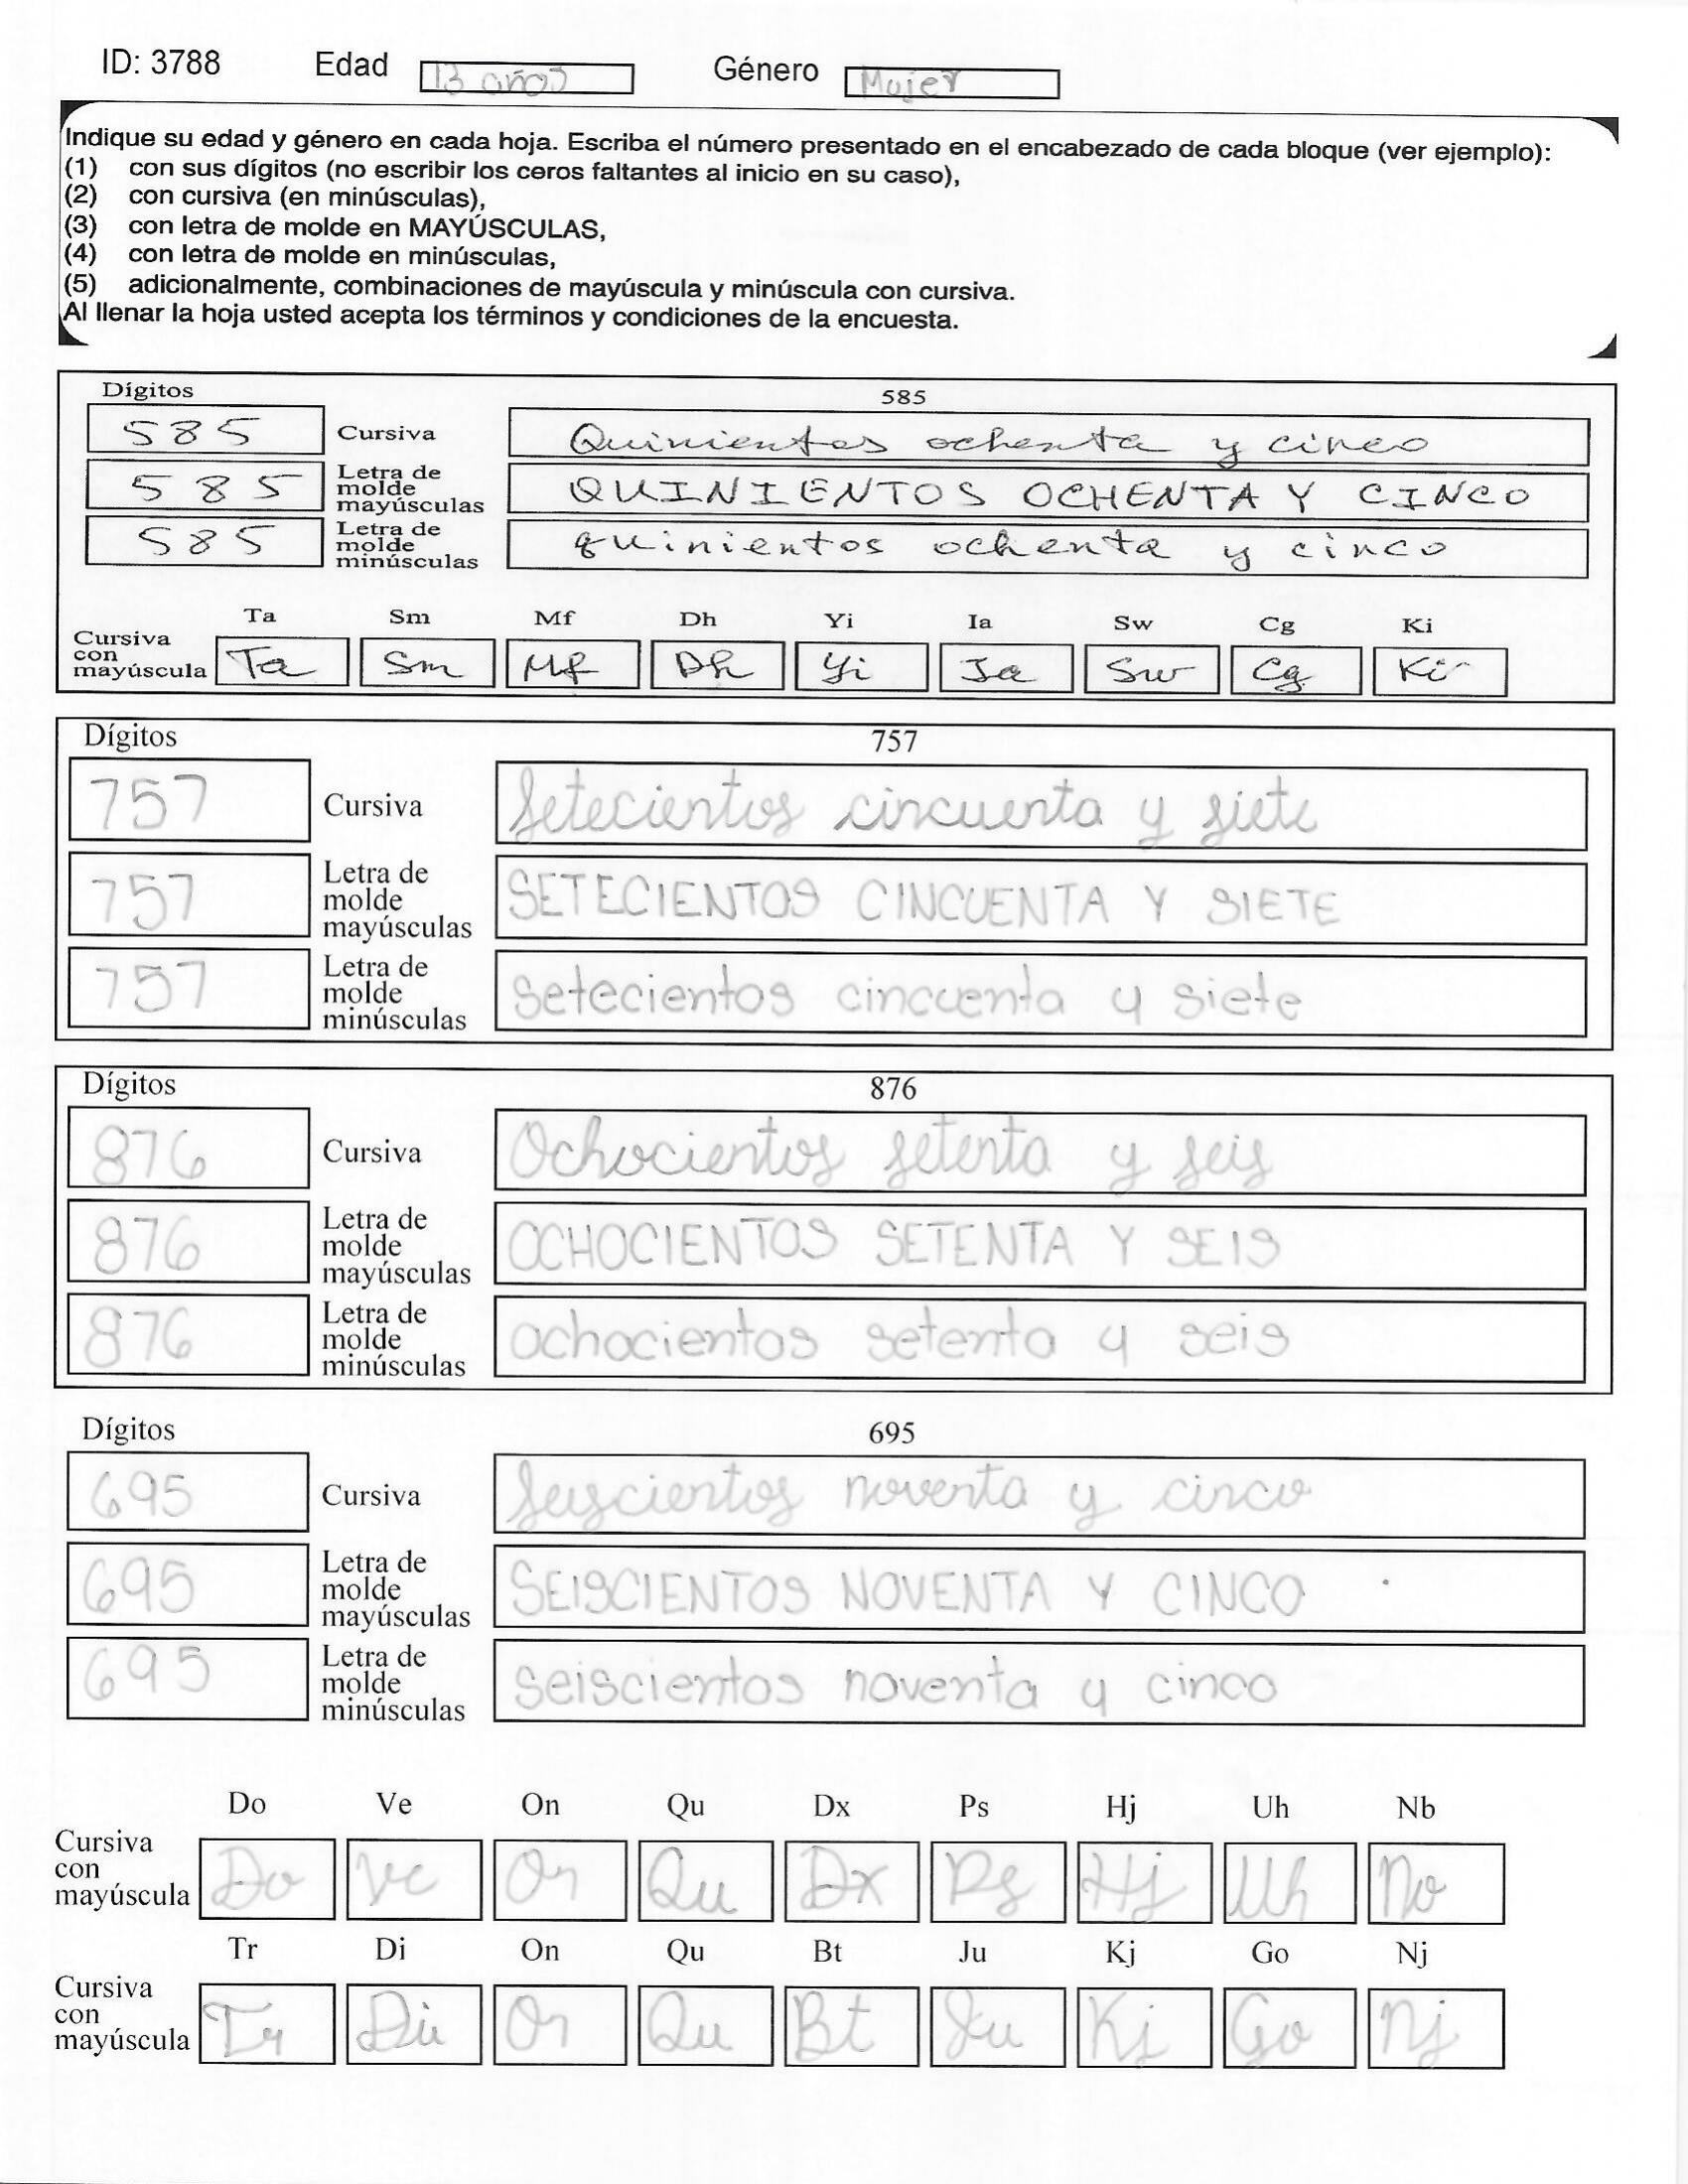 ID: 3788 Edad 13 años Género Mujer
Indique su edad y género en cada hoja. Escriba el número presentado en el encabezado de cada bloque (ver ejemplo):
(1) con sus dígitos (no escribir los ceros faltantes al inicio en su caso),
(2) con cursiva (en minúsculas),
(3) con letra de molde en MAYÚSCULAS,
(4) con letra de molde en minúsculas,
(5) adicionalmente, combinaciones de mayúscula y minúscula con cursiva.
Al llenar la hoja usted acepta los términos y condiciones de la encuesta.
Dígitos 585
585 Cursiva Quinientos ochenta y cinco
585 Letra de molde mayúsculas QUINIENTOS OCHENTA Y CINCO
585 Letra de molde minúsculas quinientos ochenta y cinco
Ta Sm Mf Dh Yi Ia Sw Cg Ki
Cursiva con mayúscula Ta Sm Mf Dh Yi Ia Sw Cg Ki
Dígitos 757
757 Cursiva Setecientos cincuenta y siete
757 Letra de molde mayúsculas SETECIENTOS CINCUENTA Y SIETE
757 Letra de molde minúsculas setecientos cincuenta y siete
Dígitos 876
876 Cursiva Ochocientos setenta y seis
876 Letra de molde mayúsculas OCHOCIENTOS SETENTA Y SEIS
876 Letra de molde minúsculas ochocientos setenta y seis
Dígitos 695
695 Cursiva Seiscientos noventa y cinco
695 Letra de molde mayúsculas SEISCIENTOS NOVENTA Y CINCO
695 Letra de molde minúsculas seiscientos noventa y cinco
Do Ve On Qu Dx Ps Hj Uh Nb
Cursiva con mayúscula Do Ve On Qu Dx Ps Hj Uh Nb
Tr Di On Qu Bt Ju Kj Go Nj
Cursiva con mayúscula Tr Di On Qu Bt Ju Kj Go Nj